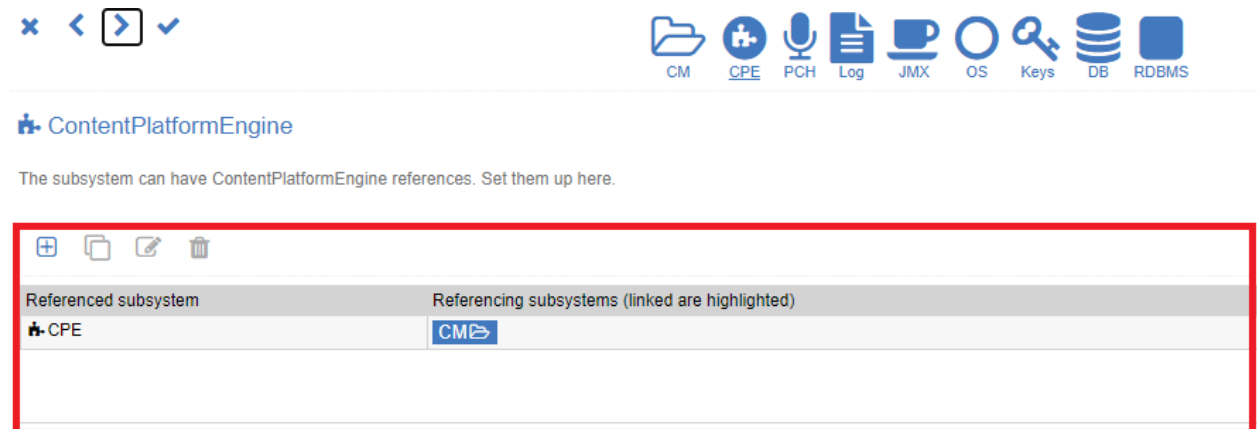 CM CPE PCH Log JMX OS Keys DB RDBMS
ContentPlatformEngine
The subsystem can have ContentPlatformEngine references. Set them up here.
Referenced subsystem Referencing subsystems (linked are highlighted)
CPE CM